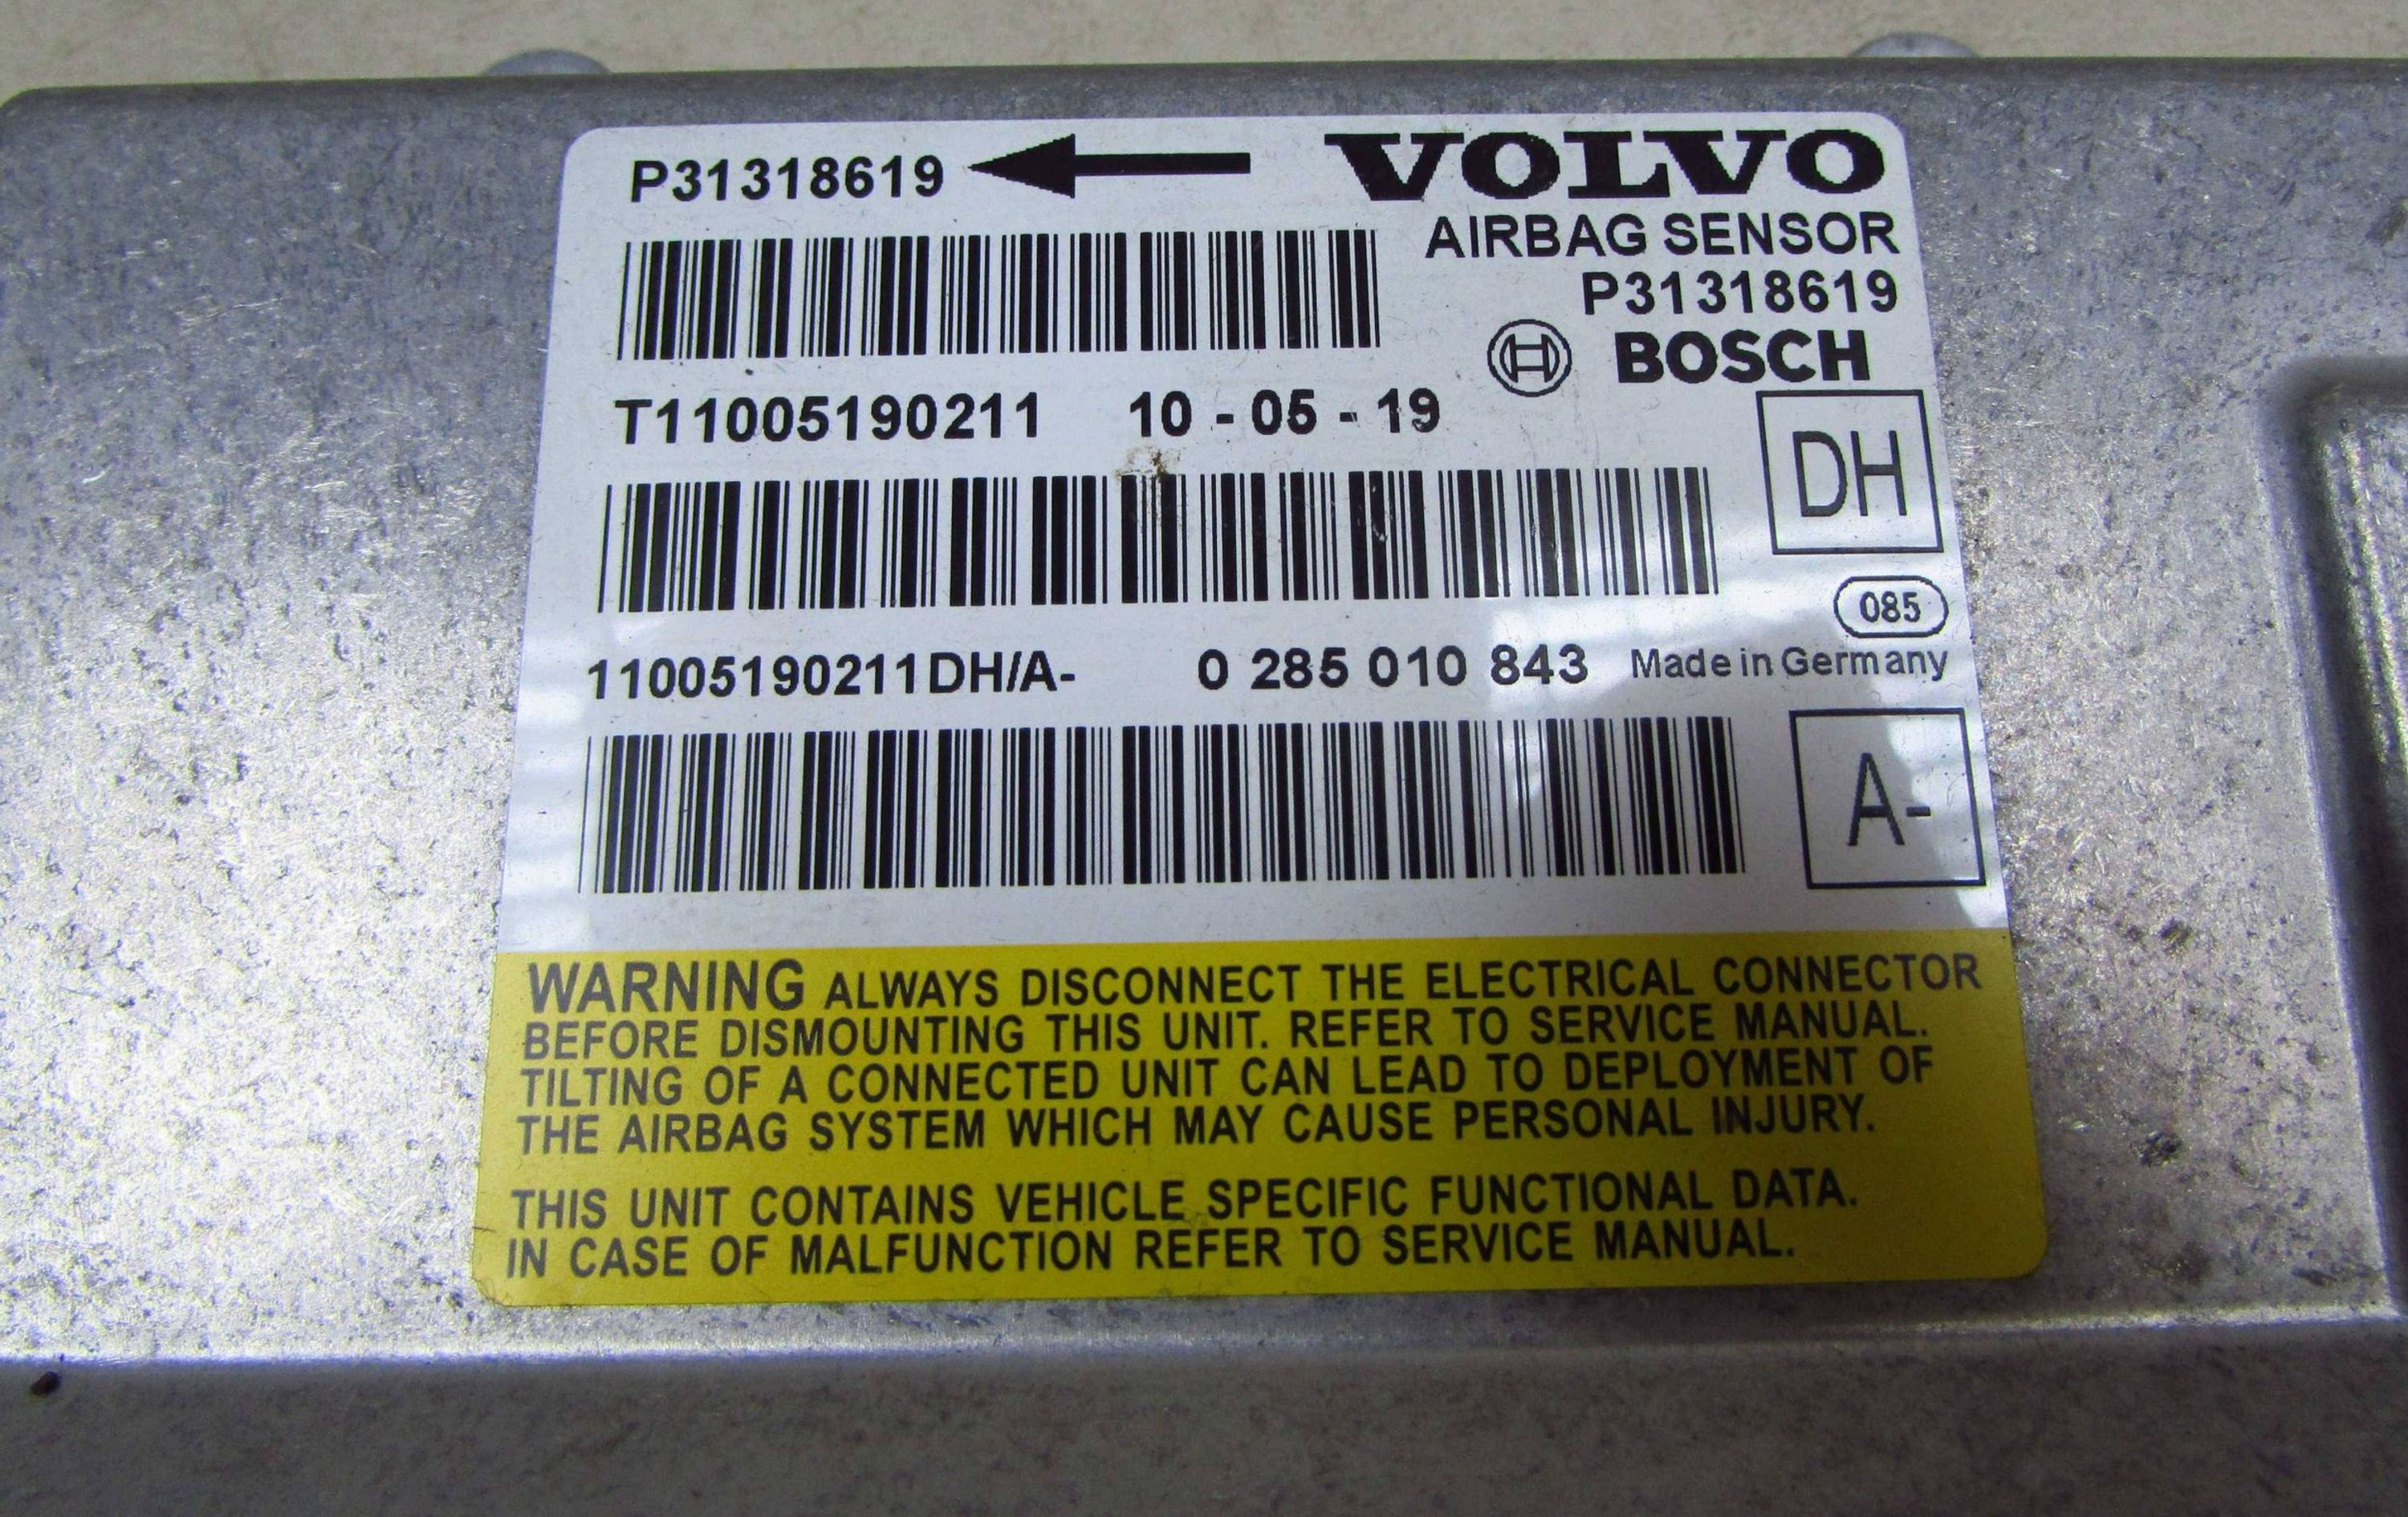 P31318619 VOLVO
AIRBAG SENSOR
P31318619
BOSCH
T11005190211 10 - 05 - 19
DH
085
11005190211DH/A- 0 285 010 843 Made in Germany
A-
WARNING ALWAYS DISCONNECT THE ELECTRICAL CONNECTOR
BEFORE DISMOUNTING THIS UNIT. REFER TO SERVICE MANUAL.
TILTING OF A CONNECTED UNIT CAN LEAD TO DEPLOYMENT OF
THE AIRBAG SYSTEM WHICH MAY CAUSE PERSONAL INJURY.
THIS UNIT CONTAINS VEHICLE SPECIFIC FUNCTIONAL DATA.
IN CASE OF MALFUNCTION REFER TO SERVICE MANUAL.